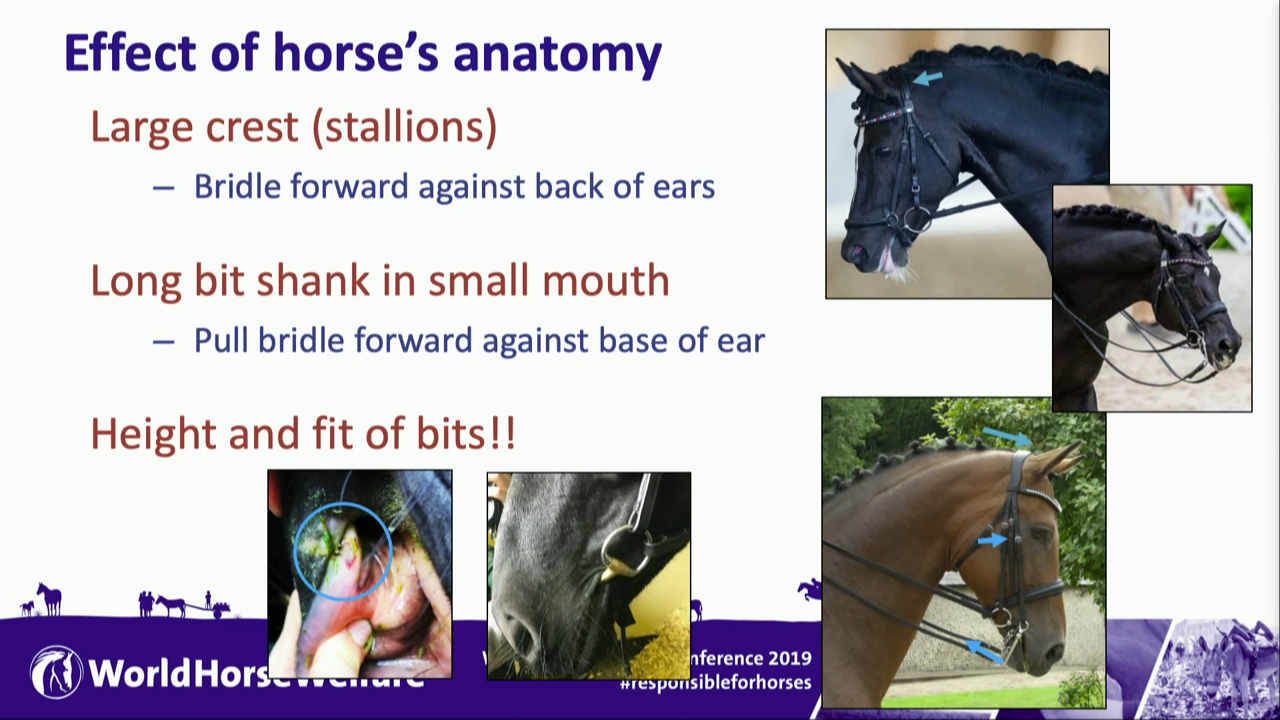 Effect of horse's anatomy
Large crest (stallions)
– Bridle forward against back of ears
Long bit shank in small mouth
– Pull bridle forward against base of ear
Height and fit of bits!!
WorldHorseWelfare
2019
#responsibleforhorses